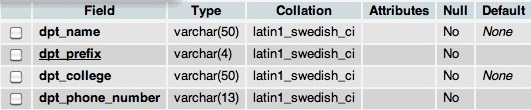 Field Type Collation Attributes Null Default
dpt_name varchar(50) latin1_swedish_ci No None
dpt_prefix varchar(4) latin1_swedish_ci No
dpt_college varchar(50) latin1_swedish_ci No None
dpt_phone_number varchar(13) latin1_swedish_ci No